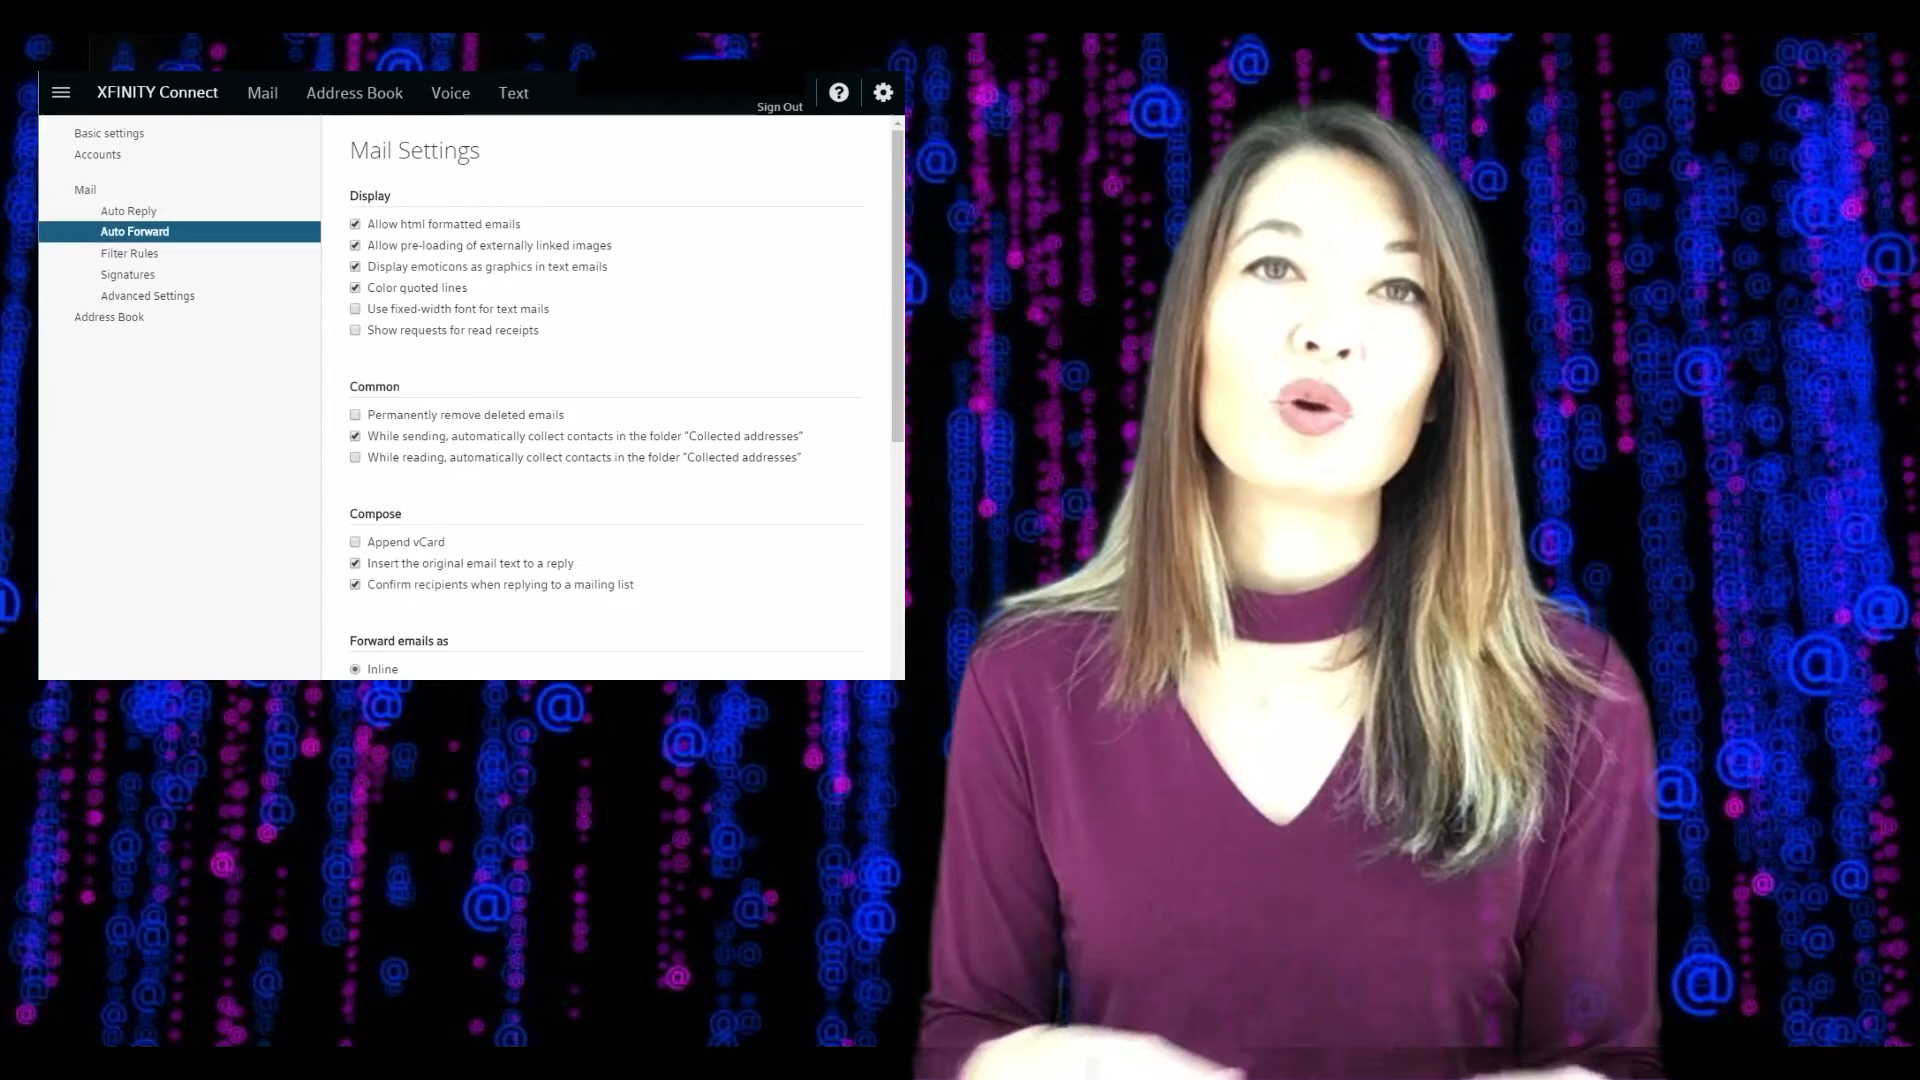 XFINITY Connect Mail Address Book Voice Text Sign Out ?
Basic settings
Accounts
Mail
Auto Reply
Auto Forward
Filter Rules
Signatures
Advanced Settings
Address Book
Mail Settings
Display
Allow html formatted emails
Allow pre-loading of externally linked images
Display emoticons as graphics in text emails
Color quoted lines
Use fixed-width font for text mails
Show requests for read receipts
Common
Permanently remove deleted emails
While sending, automatically collect contacts in the folder "Collected addresses"
While reading, automatically collect contacts in the folder "Collected addresses"
Compose
Append vCard
Insert the original email text to a reply
Confirm recipients when replying to a mailing list
Forward emails as
Inline